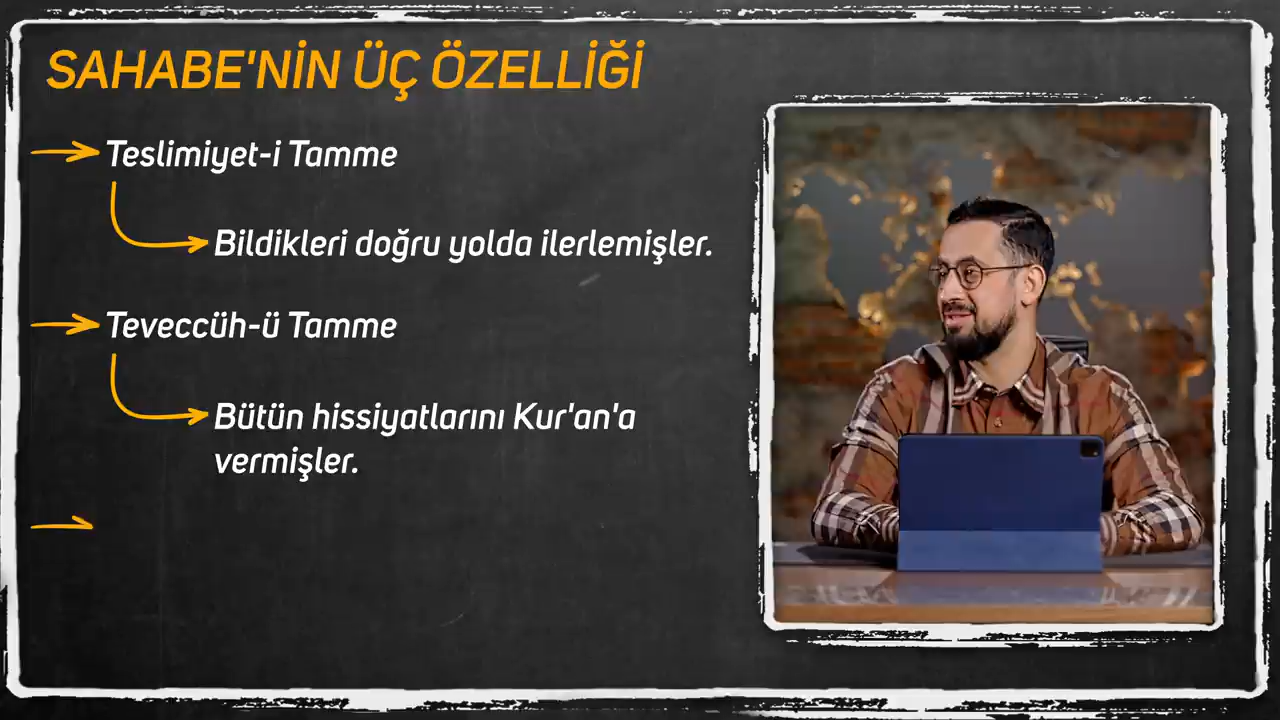 SAHABE'NİN ÜÇ ÖZELLİĞİ
Teslimiyet-i Tamme
Bildikleri doğru yolda ilerlemişler.
Teveccüh-ü Tamme
Bütün hissiyatlarını Kur'an'a
vermişler.